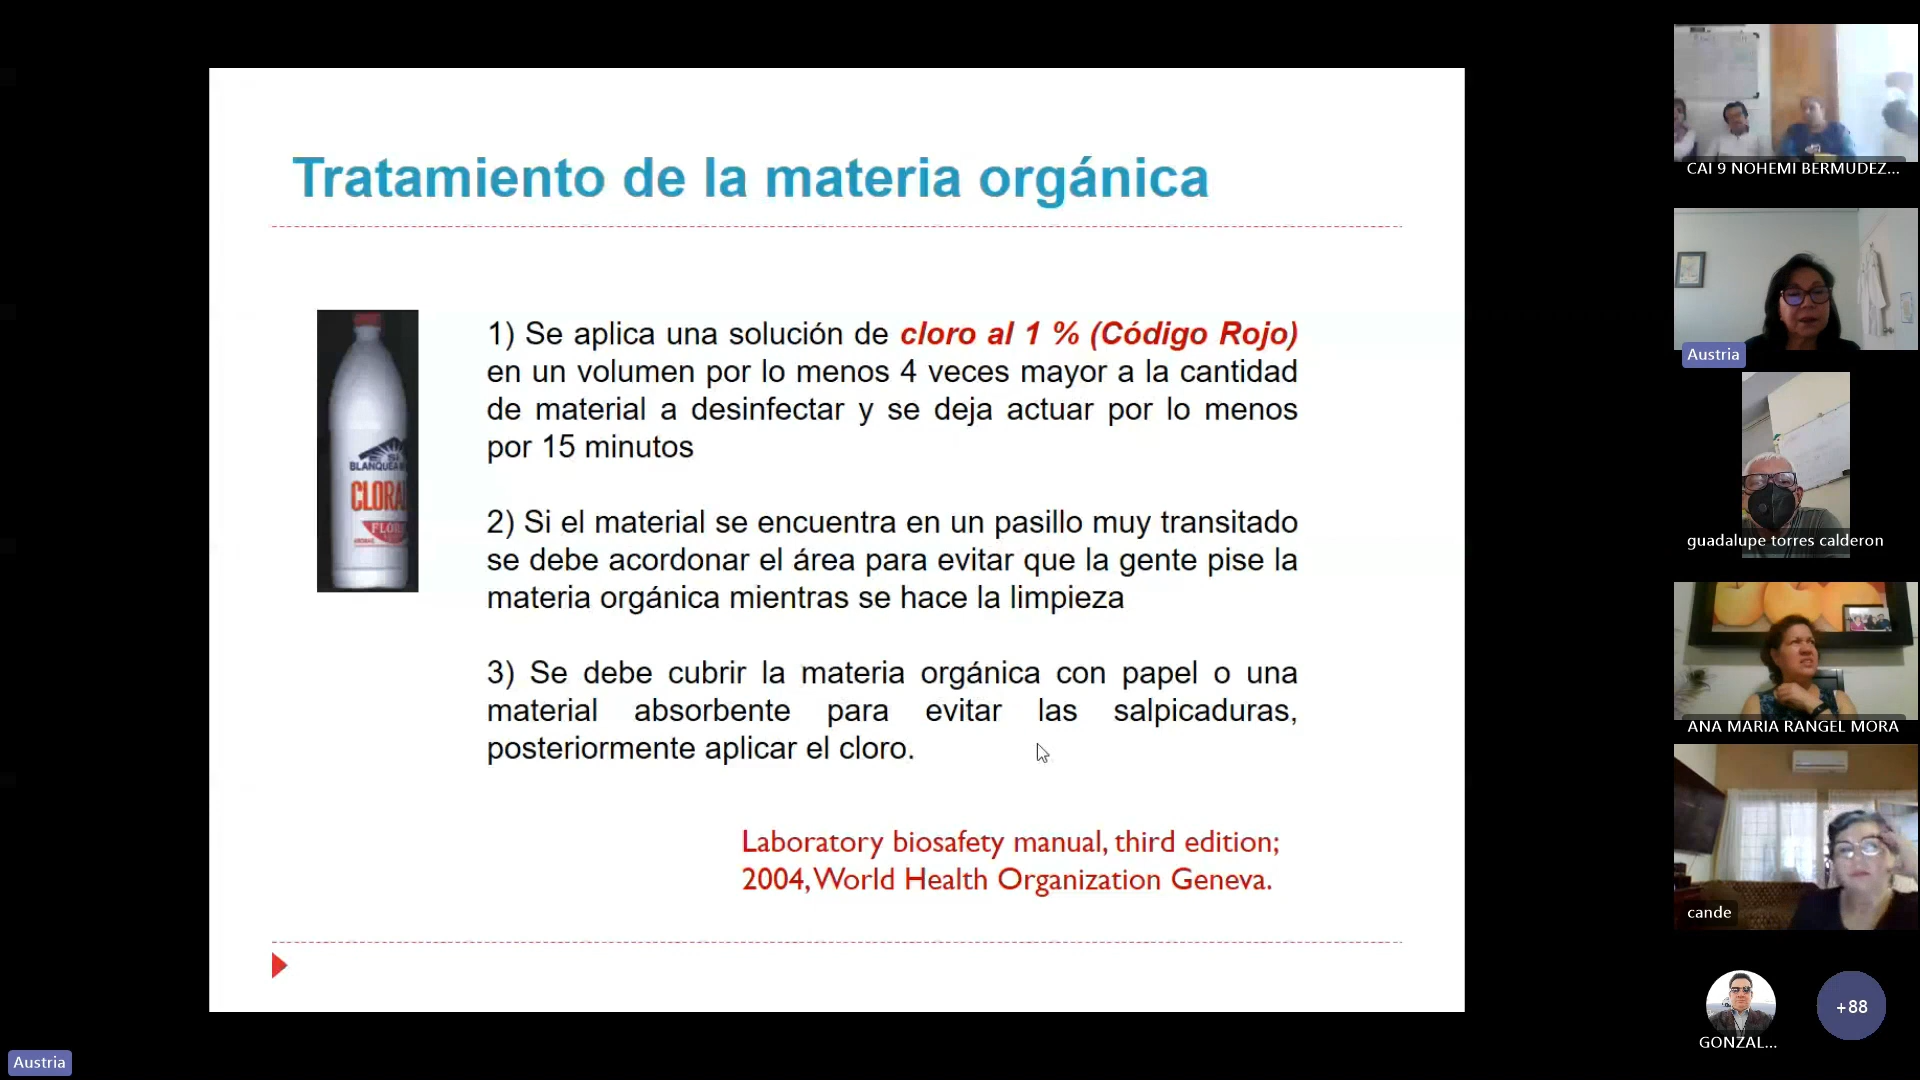 Tratamiento de la materia orgánica
1) Se aplica una solución de cloro al 1 % (Código Rojo)
en un volumen por lo menos 4 veces mayor a la cantidad
de material a desinfectar y se deja actuar por lo menos
por 15 minutos
BLANQUEA
CLORA
FLOR
2) Si el material se encuentra en un pasillo muy transitado
se debe acordonar el área para evitar que la gente pise la
materia orgánica mientras se hace la limpieza
3) Se debe cubrir la materia orgánica con papel o una
material absorbente para evitar las salpicaduras,
posteriormente aplicar el cloro.
Laboratory biosafety manual, third edition;
2004, World Health Organization Geneva.
CAI 9 NOHEMI BERMUDEZ...
Austria
guadalupe torres calderon
ANA MARIA RANGEL MORA
cande
GONZAL...
+88
Austria